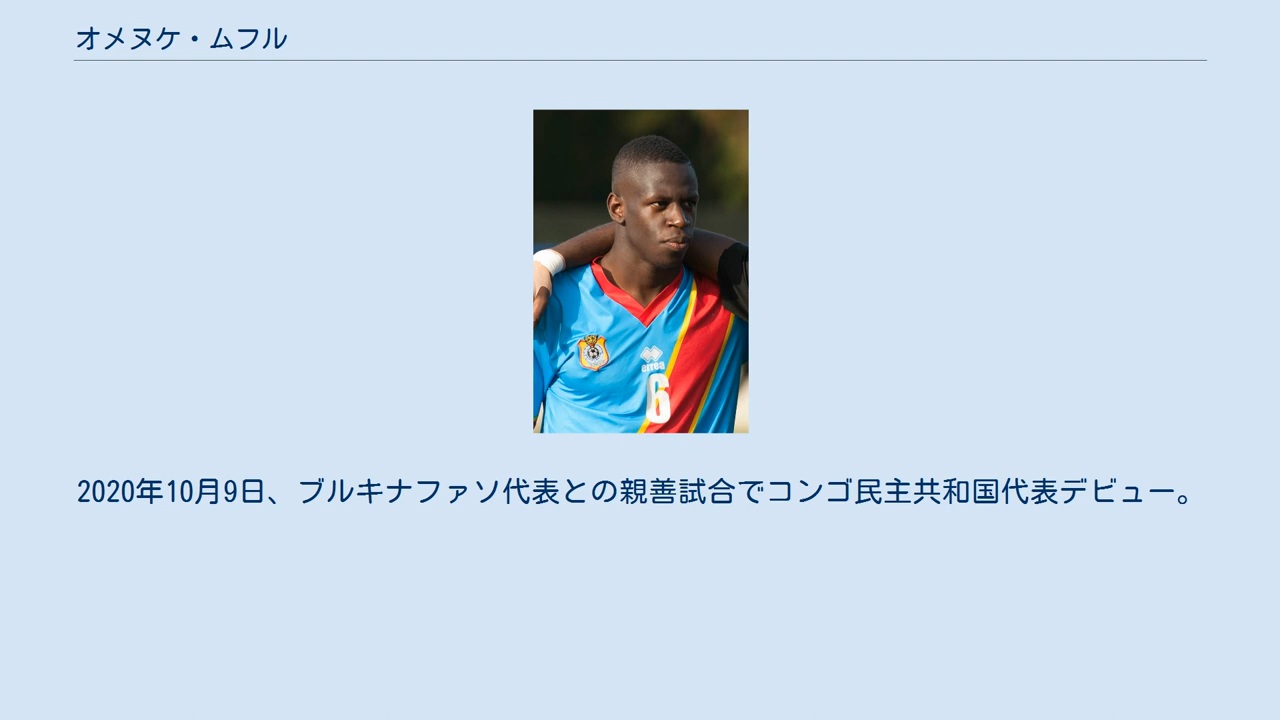 オメヌケ・ムフル
errea
6
2020年10月9日、ブルキナファソ代表との親善試合でコンゴ民主共和国代表デビュー。